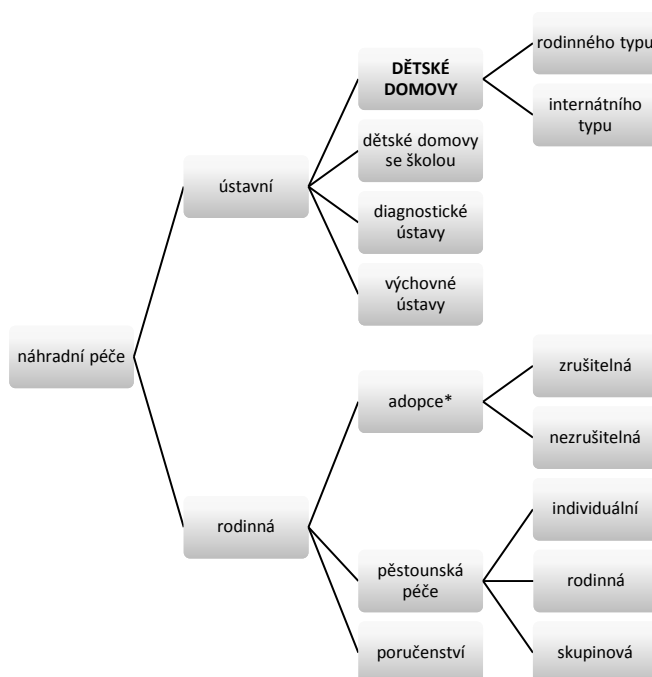 náhradní péče
ústavní
DĚTSKÉ
DOMOVY
rodinného typu
internátního
typu
dětské domovy
se školou
diagnostické
ústavy
výchovné
ústavy
rodinná
adopce*
zrušitelná
nezrušitelná
pěstounská
péče
individuální
rodinná
skupinová
poručenství